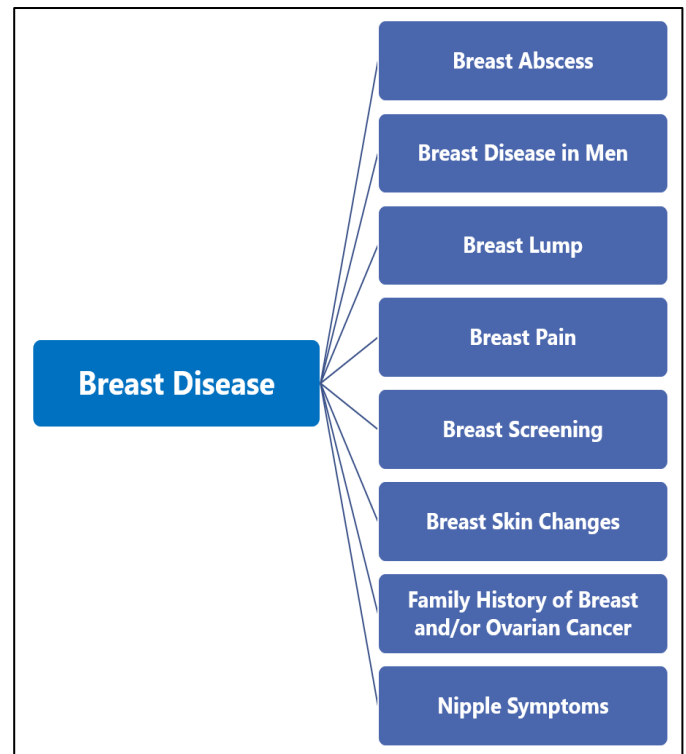 Breast Disease
Breast Abscess
Breast Disease in Men
Breast Lump
Breast Pain
Breast Screening
Breast Skin Changes
Family History of Breast
and/or Ovarian Cancer
Nipple Symptoms